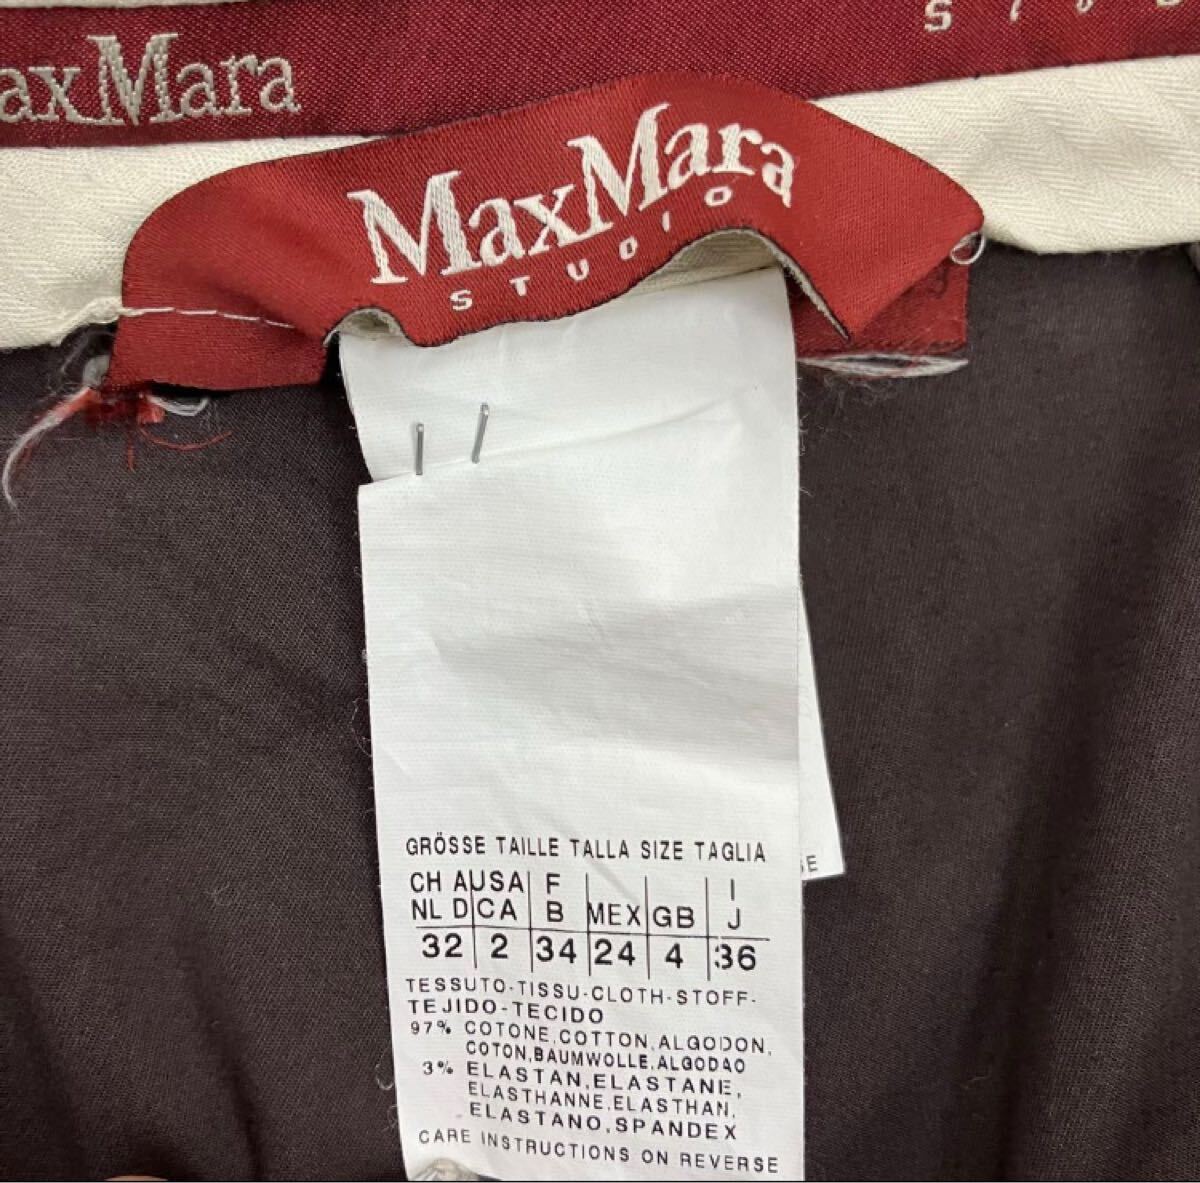 axMara
MaxMara
STUDIO
GRÖSSE TAILLE TALLA SIZE TAGLIA
CH A USA F I
NL D CA B MEX GB J
32 2 34 24 4 36
TESSUTO-TISSU-CLOTH-STOFF-
TEJIDO-TECIDO
97% COTONE,COTTON,ALGODON,
COTON,BAUMWOLLE,ALGODAO
3% ELASTAN,ELASTANE,
ELASTHANNE,ELASTHAN,
ELASTANO,SPANDEX
CARE INSTRUCTIONS ON REVERSE